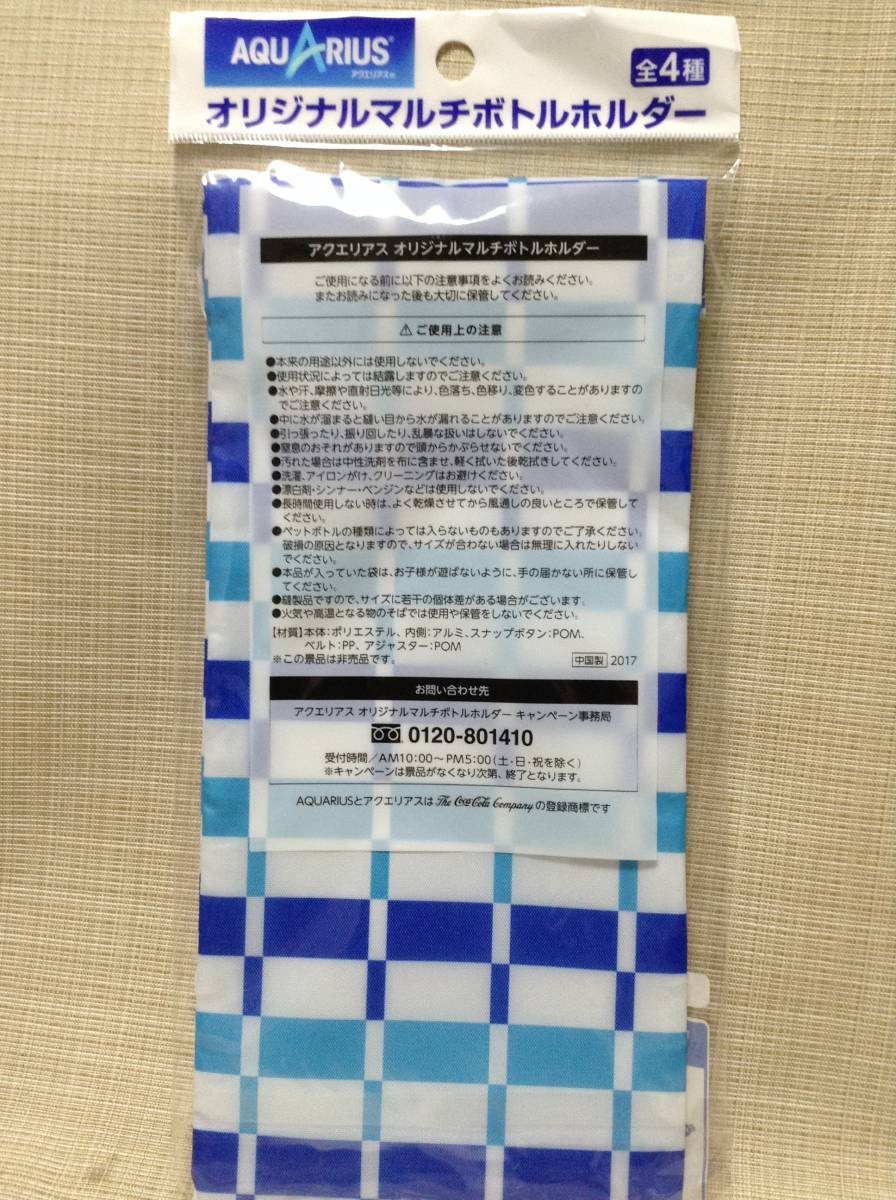 AQUARIUS®
アクエリアス®
全4種
オリジナルマルチボトルホルダー
アクエリアス オリジナルマルチボトルホルダー
ご使用になる前に以下の注意事項をよくお読みください。
またお読みになった後も大切に保管してください。
⚠ご使用上の注意
●本来の用途以外には使用しないでください。
●使用状況によっては結露しますのでご注意ください。
●水や汗、摩擦や直射日光等により、色落ち、色移り、変色することがありますの
でご注意ください。
●中に水が溜まると縫い目から水が漏れることがありますのでご注意ください。
●引っ張ったり、振り回したり、乱暴な扱いはしないでください。
●窒息のおそれがありますので頭からかぶらせないでください。
●汚れた場合は中性洗剤を布に含ませ、軽く拭いた後乾拭きしてください。
●洗濯、アイロンがけ、クリーニングはお避けください。
●漂白剤・シンナー・ベンジンなどは使用しないでください。
●長時間使用しない時は、よく乾燥させてから風通しの良いところで保管して
ください。
●ペットボトルの種類によっては入らないものもありますのでご了承ください。
破損の原因となりますので、サイズが合わない場合は無理に入れたりしない
でください。
●本品が入っていた袋は、お子様が遊ばないように、手の届かない所に保管し
てください。
●縫製品ですので、サイズに若干の個体差がある場合がございます。
●火気や高温となる物のそばでは使用や保管をしないでください。
【材質】本体:ポリエステル、内側:アルミ、スナップボタン:POM、
ベルト:PP、アジャスター:POM
※この景品は非売品です。
中国製 2017
お問い合わせ先
アクエリアス オリジナルマルチボトルホルダー キャンペーン事務局
0120-801410
受付時間/AM10:00〜PM5:00(土・日・祝を除く)
※キャンペーンは景品がなくなり次第、終了となります。
AQUARIUSとアクエリアスは The Coca-Cola Company の登録商標です